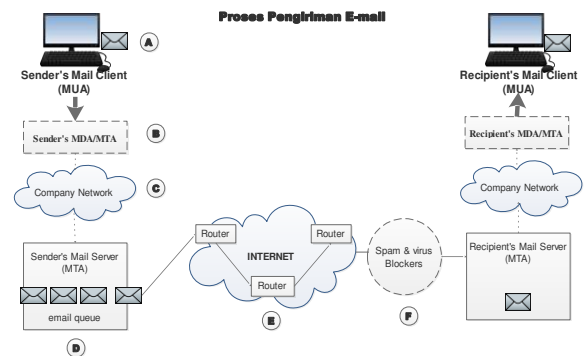 Proses Pengiriman E-mail
A
Sender's Mail Client
(MUA)
B
Sender's MDA/MTA
C
Company Network
Sender's Mail Server
(MTA)
email queue
D
Router
Router
INTERNET
Router
E
Spam & virus
Blockers
F
Recipient's Mail Client
(MUA)
Recipient's MDA/MTA
Company Network
Recipient's Mail Server
(MTA)